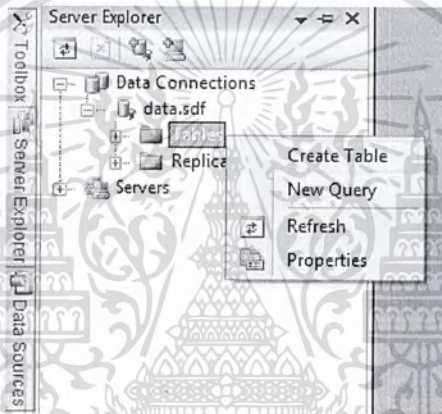 Server Explorer
Toolbox
Server Explorer
Data Sources
Data Connections
data.sdf
Tables
Replica
Servers
Create Table
New Query
Refresh
Properties